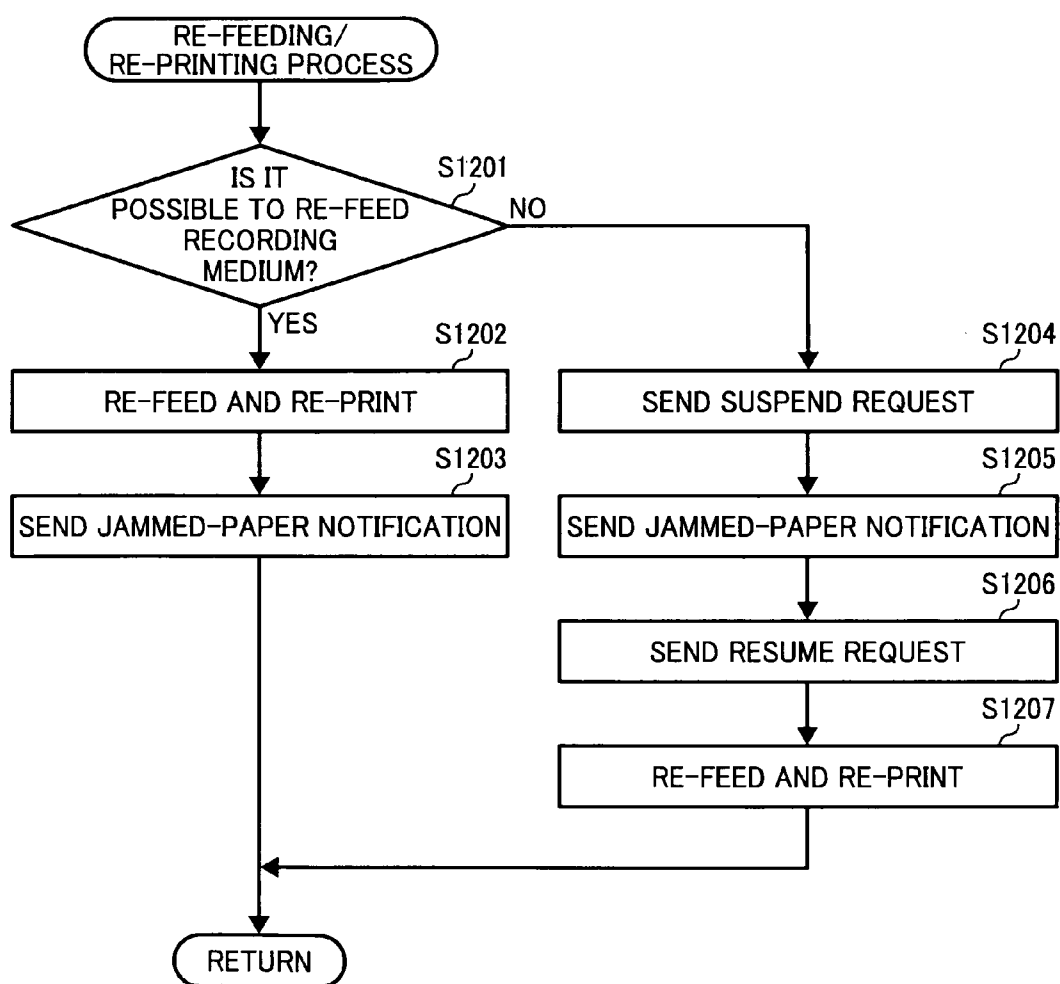 RE-FEEDING/
RE-PRINTING PROCESS
S1201
IS IT
POSSIBLE TO RE-FEED
RECORDING
MEDIUM?
NO
YES
S1202
RE-FEED AND RE-PRINT
S1203
SEND JAMMED-PAPER NOTIFICATION
S1204
SEND SUSPEND REQUEST
S1205
SEND JAMMED-PAPER NOTIFICATION
S1206
SEND RESUME REQUEST
S1207
RE-FEED AND RE-PRINT
RETURN